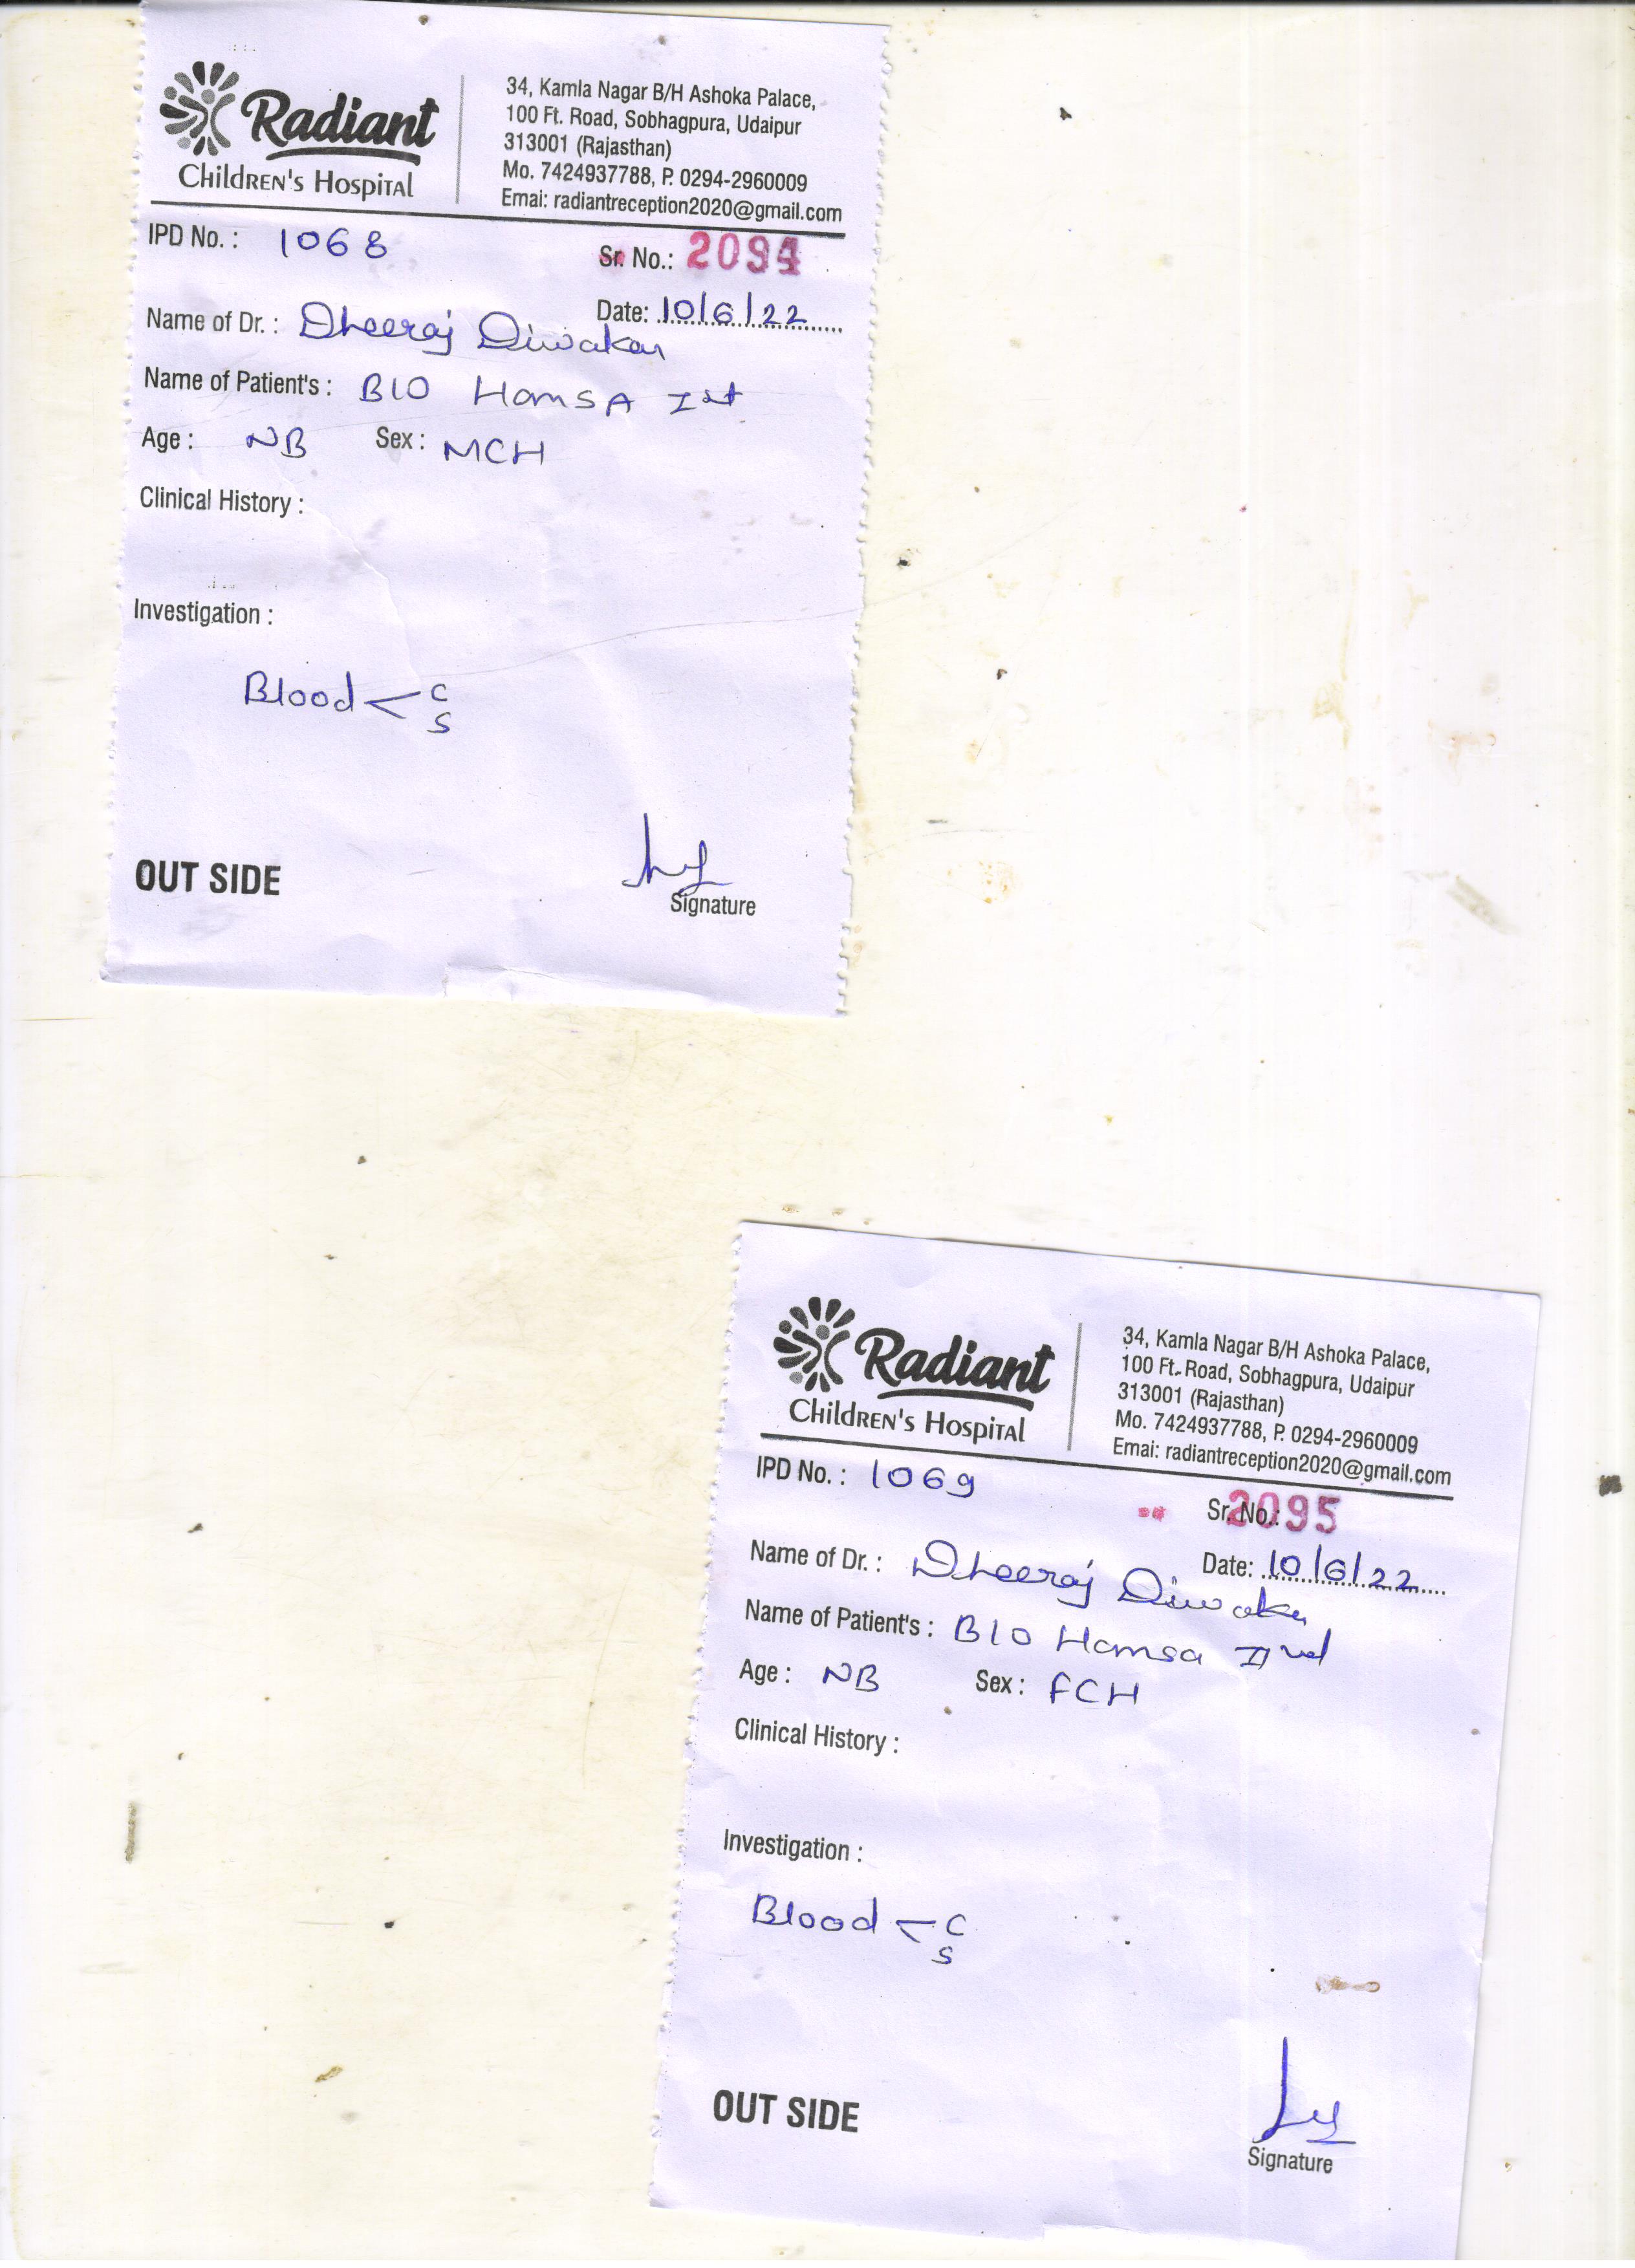 Radiant
Children's Hospital
34, Kamla Nagar B/H Ashoka Palace,
100 Ft. Road, Sobhagpura, Udaipur
313001 (Rajasthan)
Mo. 7424937788, P. 0294-2960009
Emai: radiantreception2020@gmail.com
IPD No. : 1068
Sr. No.: 2094
Date: 10/6/22
Name of Dr. : Dheeraj Diwakar
Name of Patient's : B/O HamSA Ist
Age : NB Sex : MCH
Clinical History :
Investigation :
Blood < C
S
OUT SIDE
Signature
Radiant
Children's Hospital
34, Kamla Nagar B/H Ashoka Palace,
100 Ft. Road, Sobhagpura, Udaipur
313001 (Rajasthan)
Mo. 7424937788, P. 0294-2960009
Emai: radiantreception2020@gmail.com
IPD No. : 1069
Sr. No.: 2095
Date: 10/6/22
Name of Dr. : Dheeraj Diwakar
Name of Patient's : B/O Hamsa IInd
Age : NB Sex : FCH
Clinical History :
Investigation :
Blood < C
S
OUT SIDE
Signature